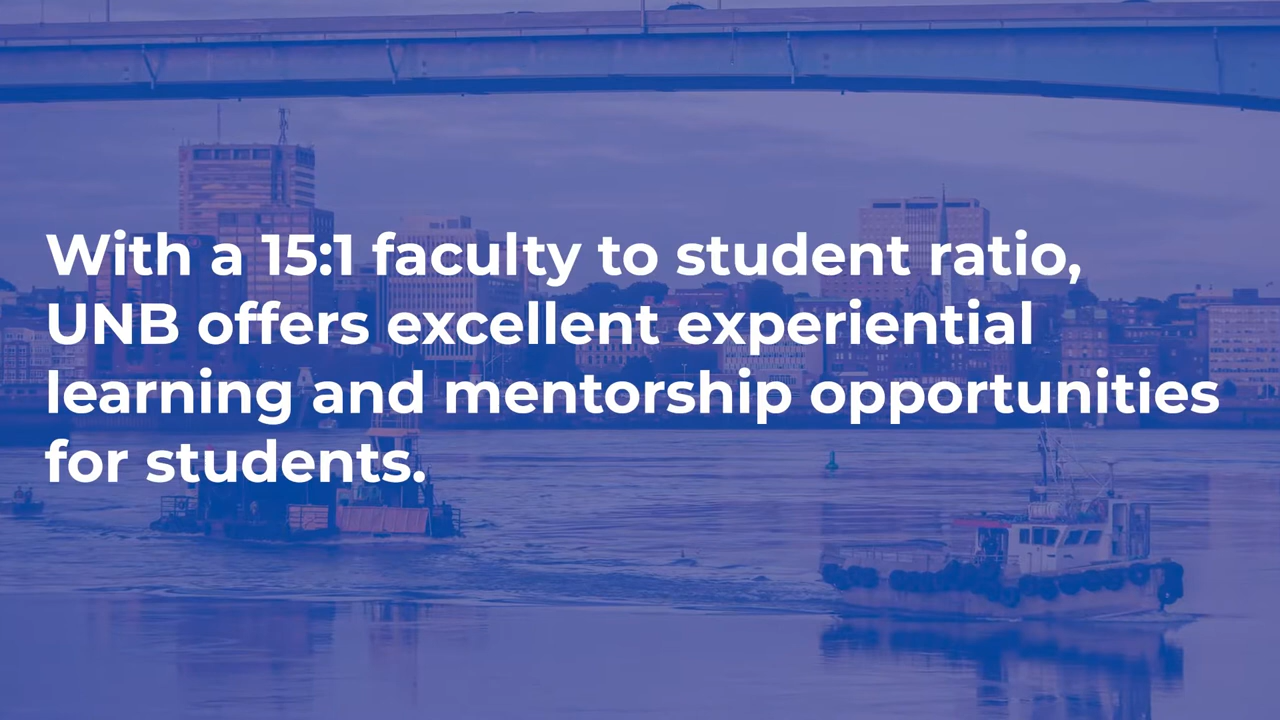 With a 15:1 faculty to student ratio,
UNB offers excellent experiential
learning and mentorship opportunities
for students.